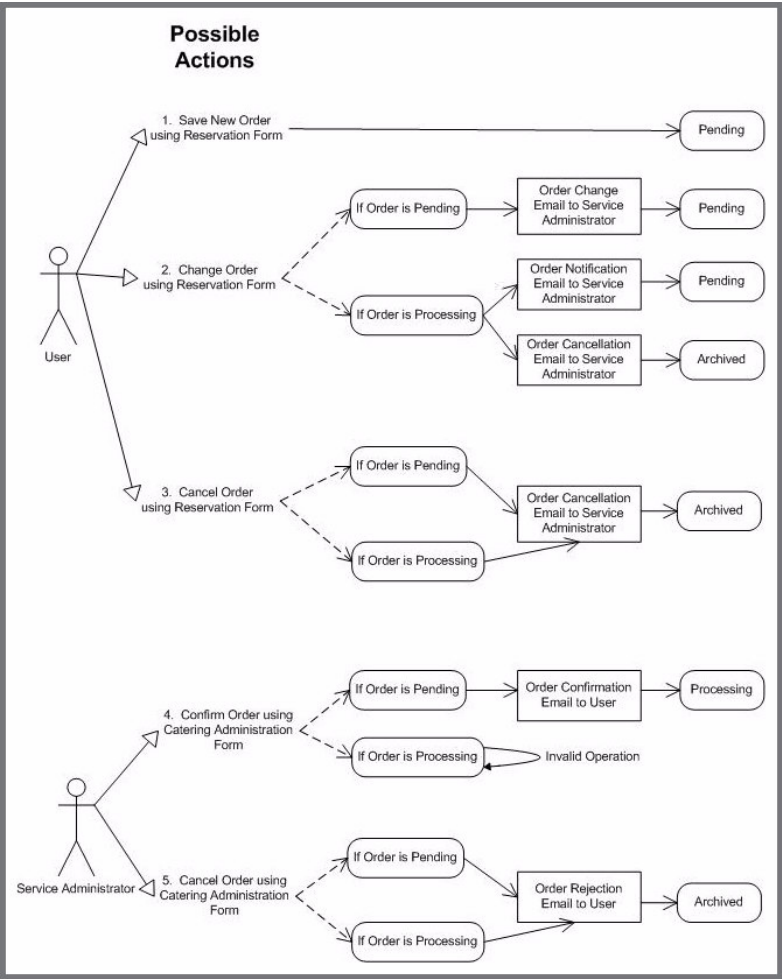 Possible
Actions
1. Save New Order
using Reservation Form
Pending
If Order is Pending
Order Change
Email to Service
Administrator
Pending
2. Change Order
using Reservation Form
Order Notification
Email to Service
Administrator
Pending
If Order is Processing
Order Cancellation
Email to Service
Administrator
Archived
User
If Order is Pending
3. Cancel Order
using Reservation Form
Order Cancellation
Email to Service
Administrator
Archived
If Order is Processing
If Order is Pending
Order Confirmation
Email to User
Processing
4. Confirm Order using
Catering Administration
Form
If Order is Processing
Invalid Operation
Service Administrator
If Order is Pending
5. Cancel Order using
Catering Administration
Form
Order Rejection
Email to User
Archived
If Order is Processing